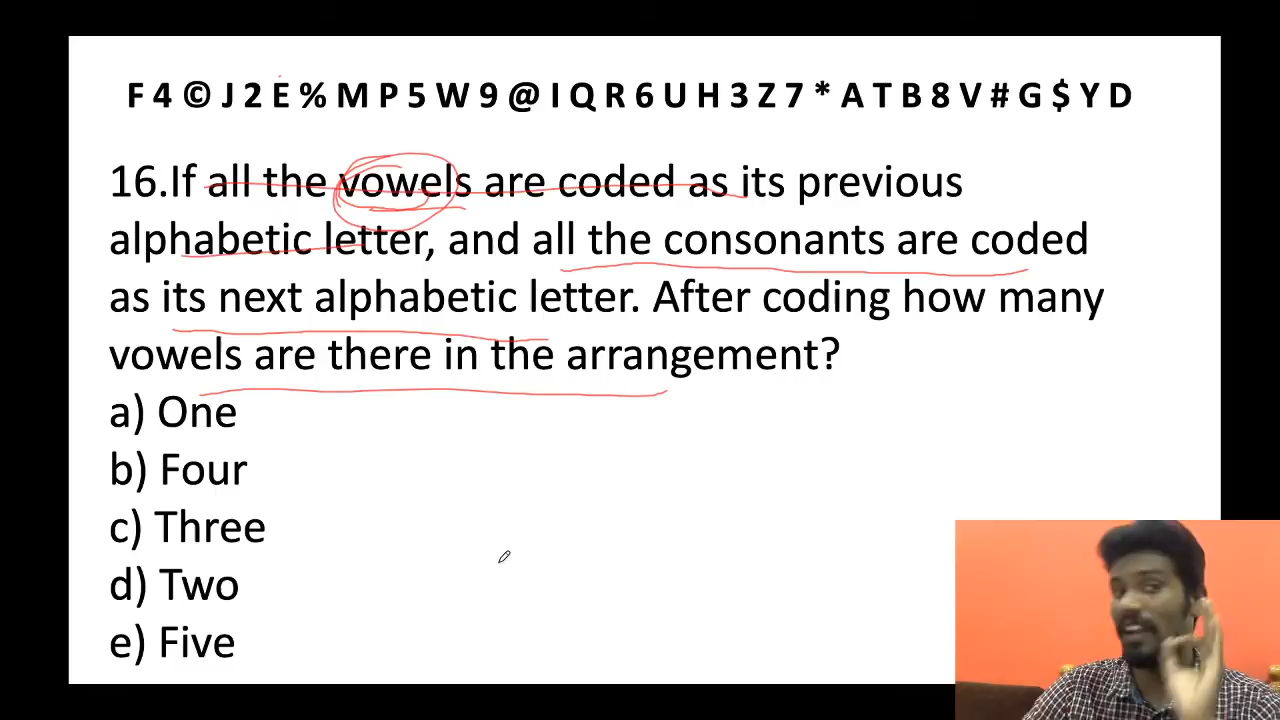 F 4 © J 2 E % M P 5 W 9 @ I Q R 6 U H 3 Z 7 * A T B 8 V # G $ Y D
16.If all the vowels are coded as its previous
alphabetic letter, and all the consonants are coded
as its next alphabetic letter. After coding how many
vowels are there in the arrangement?
a) One
b) Four
c) Three
d) Two
e) Five